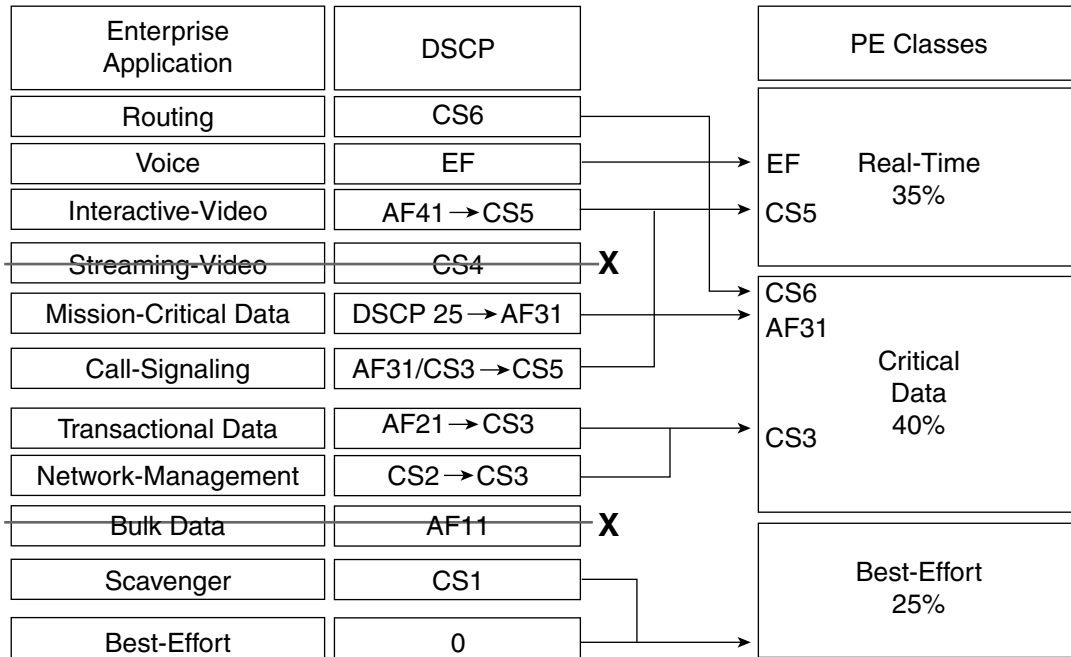 Enterprise
Application
DSCP
PE Classes
Routing
CS6
Voice
EF
EF
Real-Time
35%
Interactive-Video
AF41→CS5
CS5
Streaming-Video
CS4
X
CS6
Mission-Critical Data
DSCP 25→AF31
AF31
Call-Signaling
AF31/CS3→CS5
Critical
Data
40%
Transactional Data
AF21→CS3
CS3
Network-Management
CS2→CS3
Bulk Data
AF11
X
Scavenger
CS1
Best-Effort
25%
Best-Effort
0